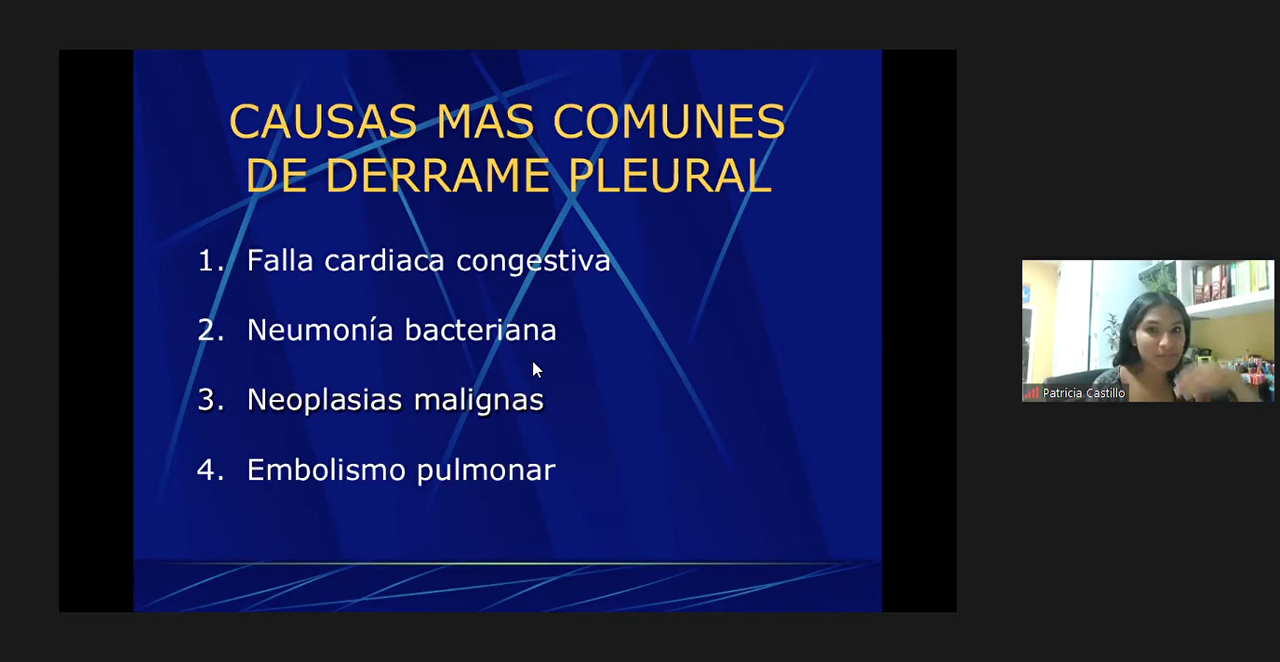 CAUSAS MAS COMUNES
DE DERRAME PLEURAL
1. Falla cardiaca congestiva
2. Neumonía bacteriana
3. Neoplasias malignas
4. Embolismo pulmonar
Patricia Castillo